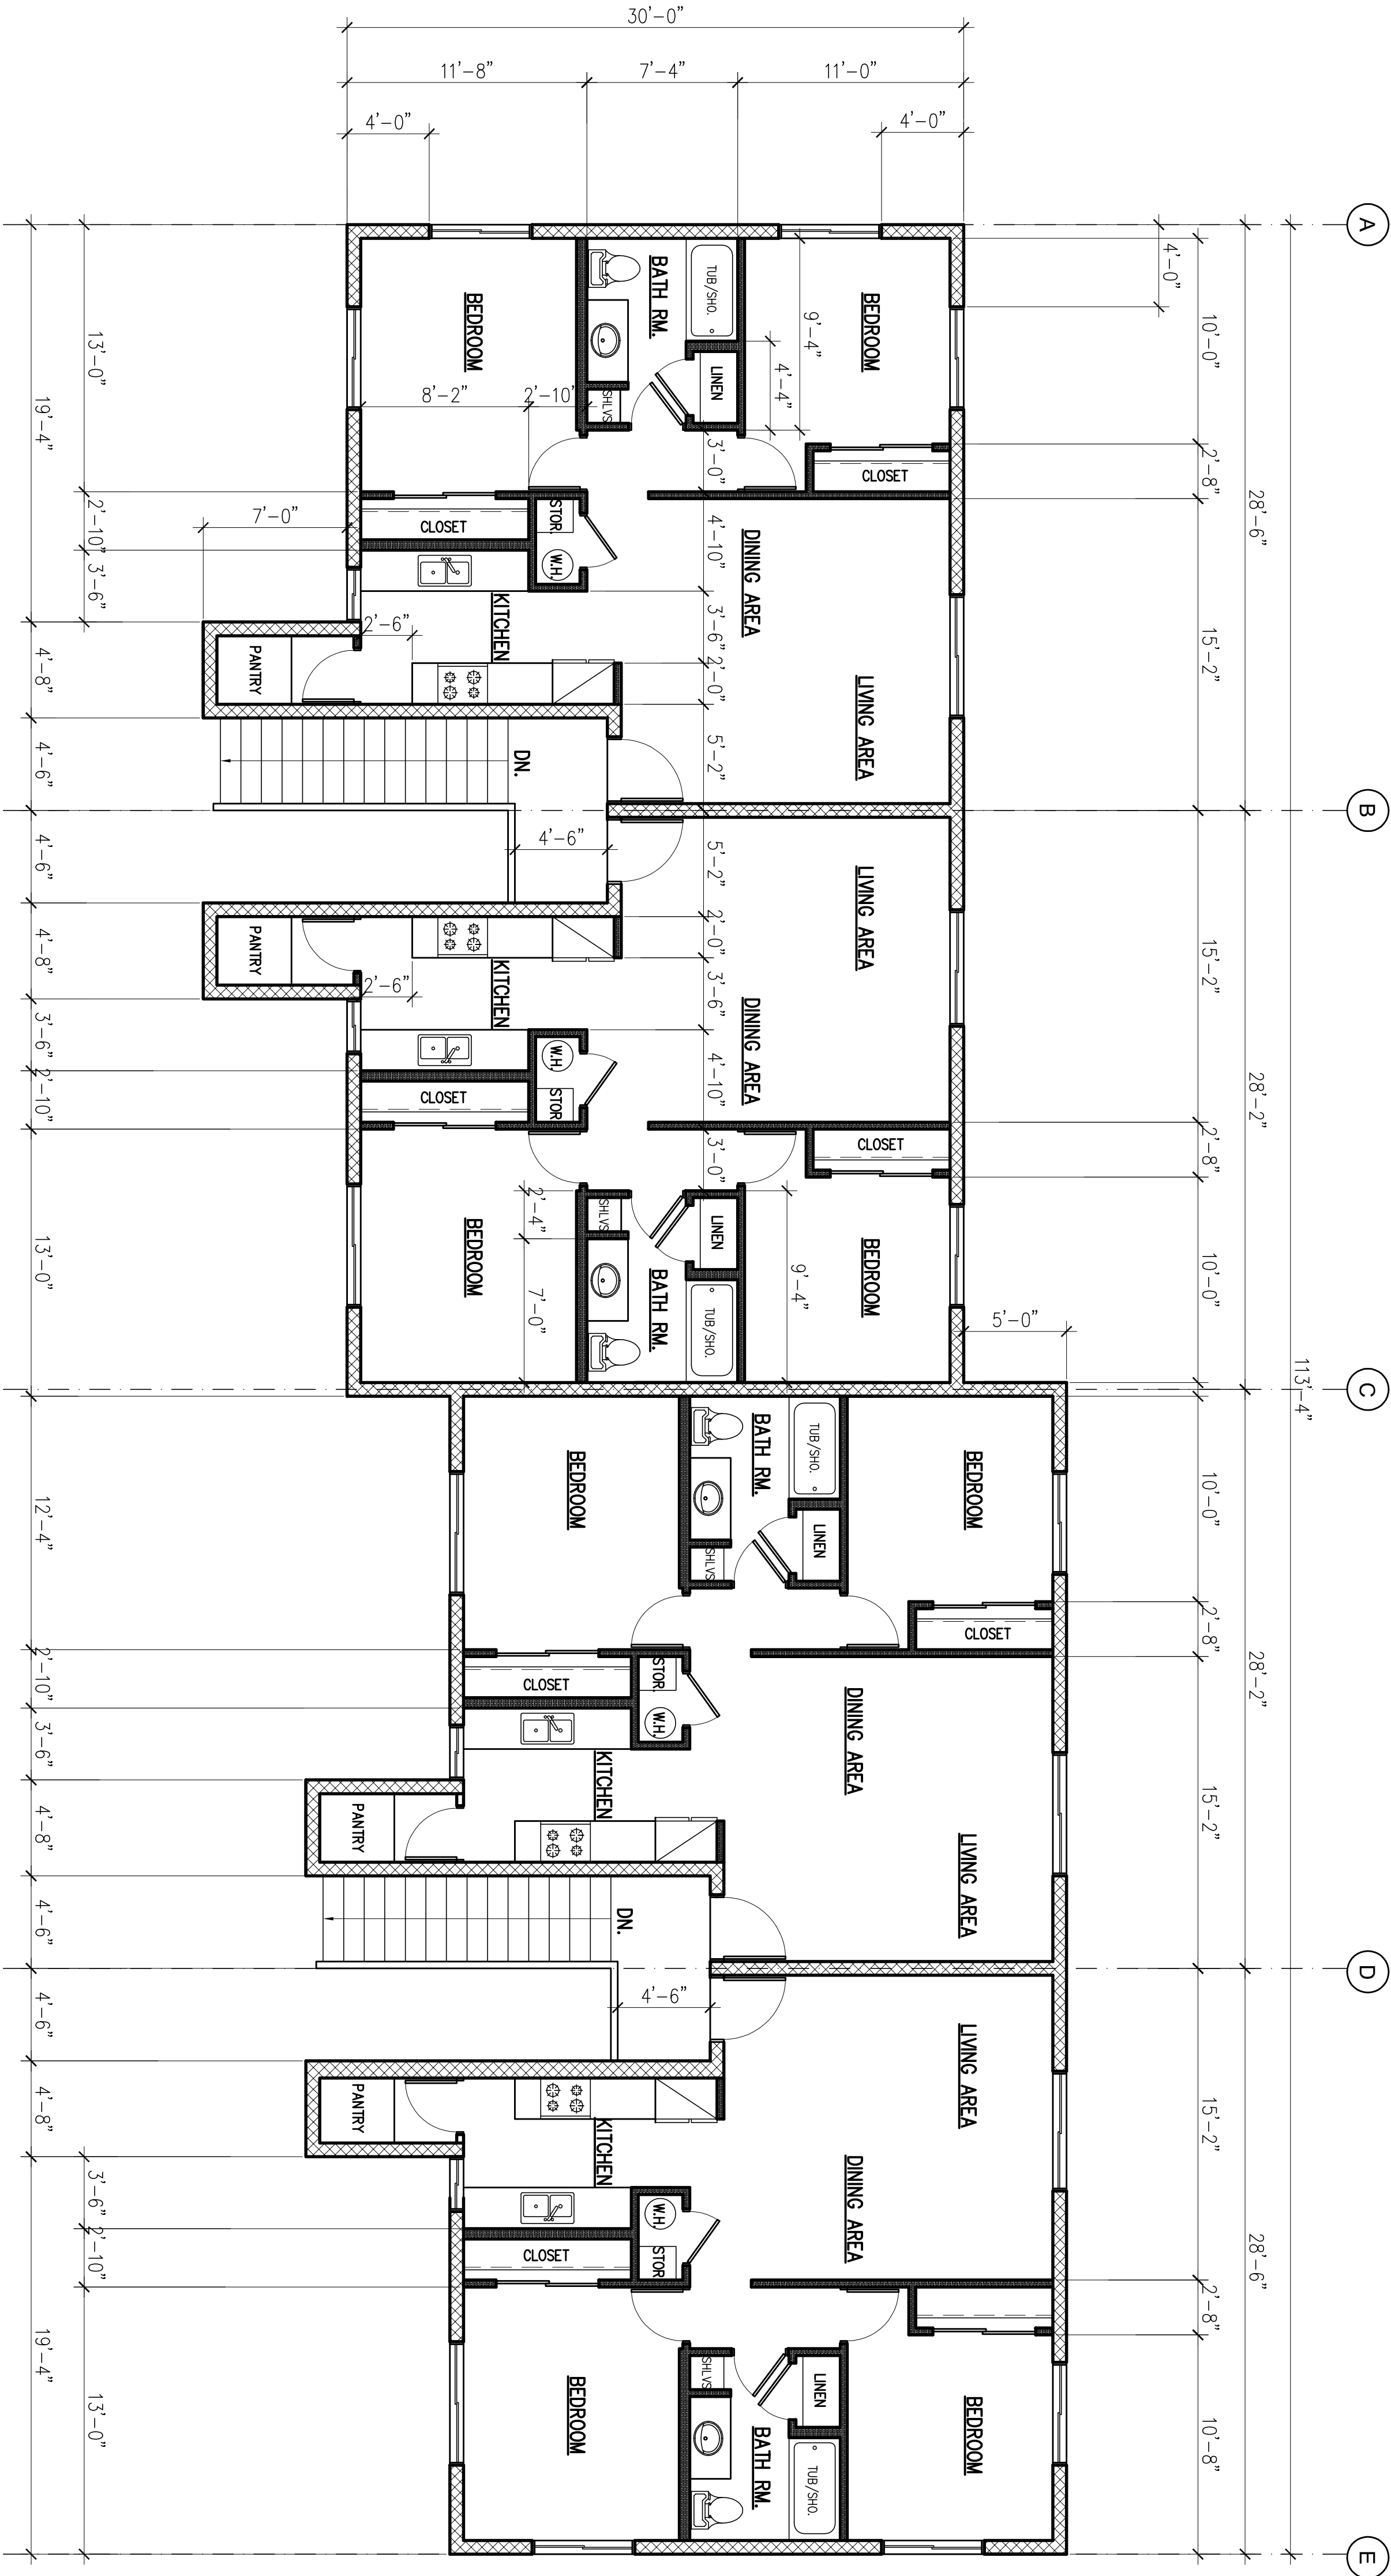 30'-0"
11'-8"
7'-4"
11'-0"
4'-0"
4'-0"
A
113'-4"
28'-6"
10'-0"
4'-0"
2'-8"
15'-2"
BEDROOM
9'-4"
4'-4"
TUB/SHO.
BATH RM.
LINEN
SHLVS
BEDROOM
8'-2"
2'-10"
3'-0"
CLOSET
CLOSET
STOR.
W.H.
4'-10"
DINING AREA
KITCHEN
3'-6"
2'-0"
2'-6"
LIVING AREA
PANTRY
7'-0"
5'-2"
DN.
13'-0"
19'-4"
2'-10"
3'-6"
4'-8"
4'-6"
B
28'-2"
15'-2"
2'-8"
10'-0"
4'-6"
5'-2"
LIVING AREA
2'-0"
3'-6"
PANTRY
2'-6"
KITCHEN
DINING AREA
W.H.
STOR.
4'-10"
CLOSET
CLOSET
3'-0"
BEDROOM
2'-4"
7'-0"
SHLVS
LINEN
BATH RM.
TUB/SHO.
9'-4"
BEDROOM
5'-0"
4'-6"
4'-8"
3'-6"
2'-10"
13'-0"
C
28'-2"
10'-0"
2'-8"
15'-2"
BEDROOM
TUB/SHO.
BATH RM.
LINEN
SHLVS
BEDROOM
CLOSET
CLOSET
STOR.
W.H.
DINING AREA
KITCHEN
LIVING AREA
PANTRY
DN.
12'-4"
2'-10"
3'-6"
4'-8"
4'-6"
D
28'-6"
15'-2"
2'-8"
10'-8"
4'-6"
LIVING AREA
PANTRY
KITCHEN
DINING AREA
W.H.
STOR.
CLOSET
BEDROOM
SHLVS
LINEN
BATH RM.
TUB/SHO.
BEDROOM
4'-6"
4'-8"
3'-6"
2'-10"
13'-0"
19'-4"
E